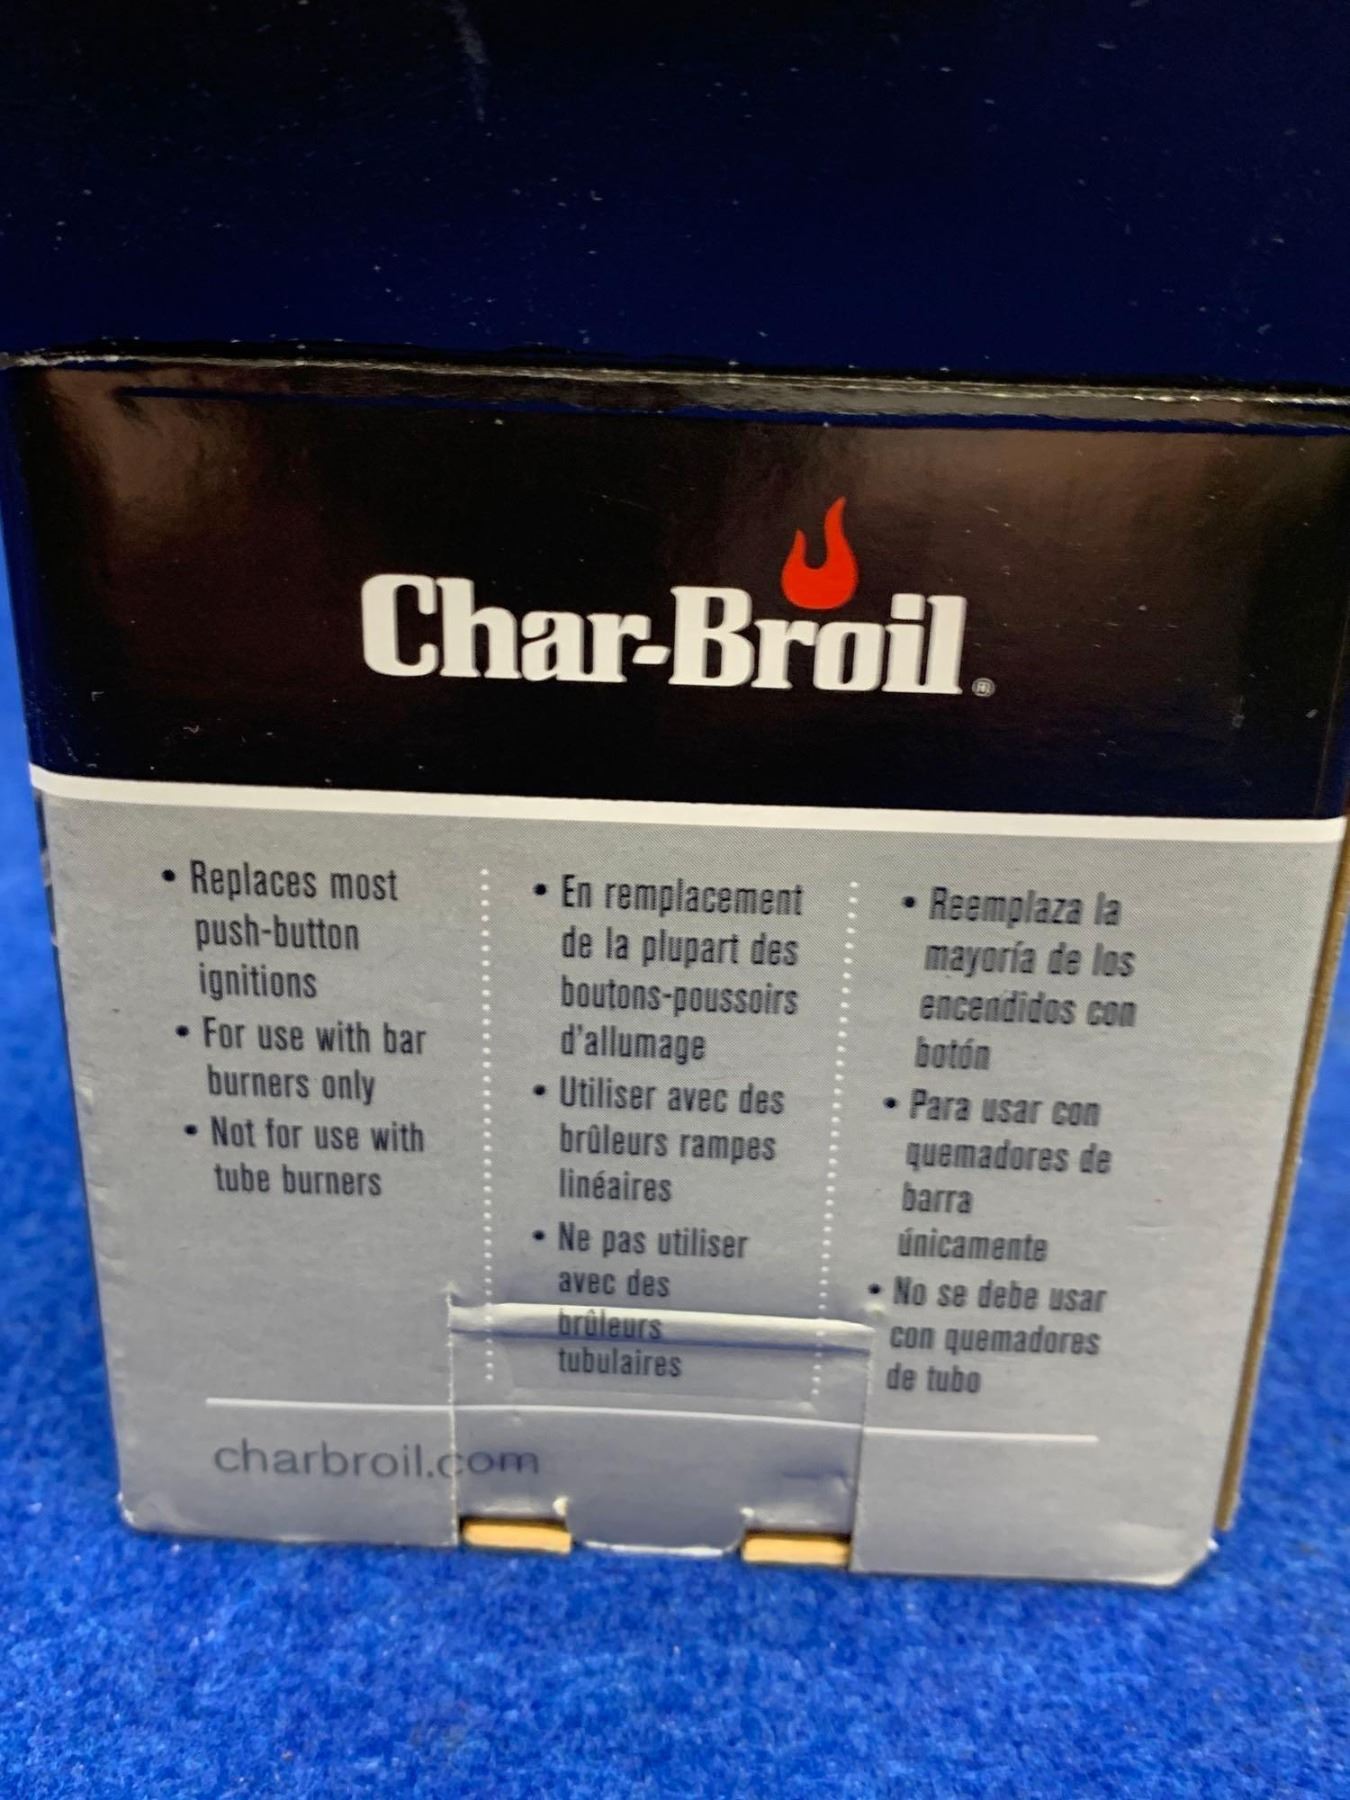 Char-Broil®
• Replaces most
push-button
ignitions
• For use with bar
burners only
• Not for use with
tube burners
• En remplacement
de la plupart des
boutons-poussoirs
d'allumage
• Utiliser avec des
brûleurs rampes
linéaires
• Ne pas utiliser
avec des
brûleurs
tubulaires
• Reemplaza la
mayoría de los
encendidos con
botón
• Para usar con
quemadores de
barra
únicamente
• No se debe usar
con quemadores
de tubo
charbroil.com